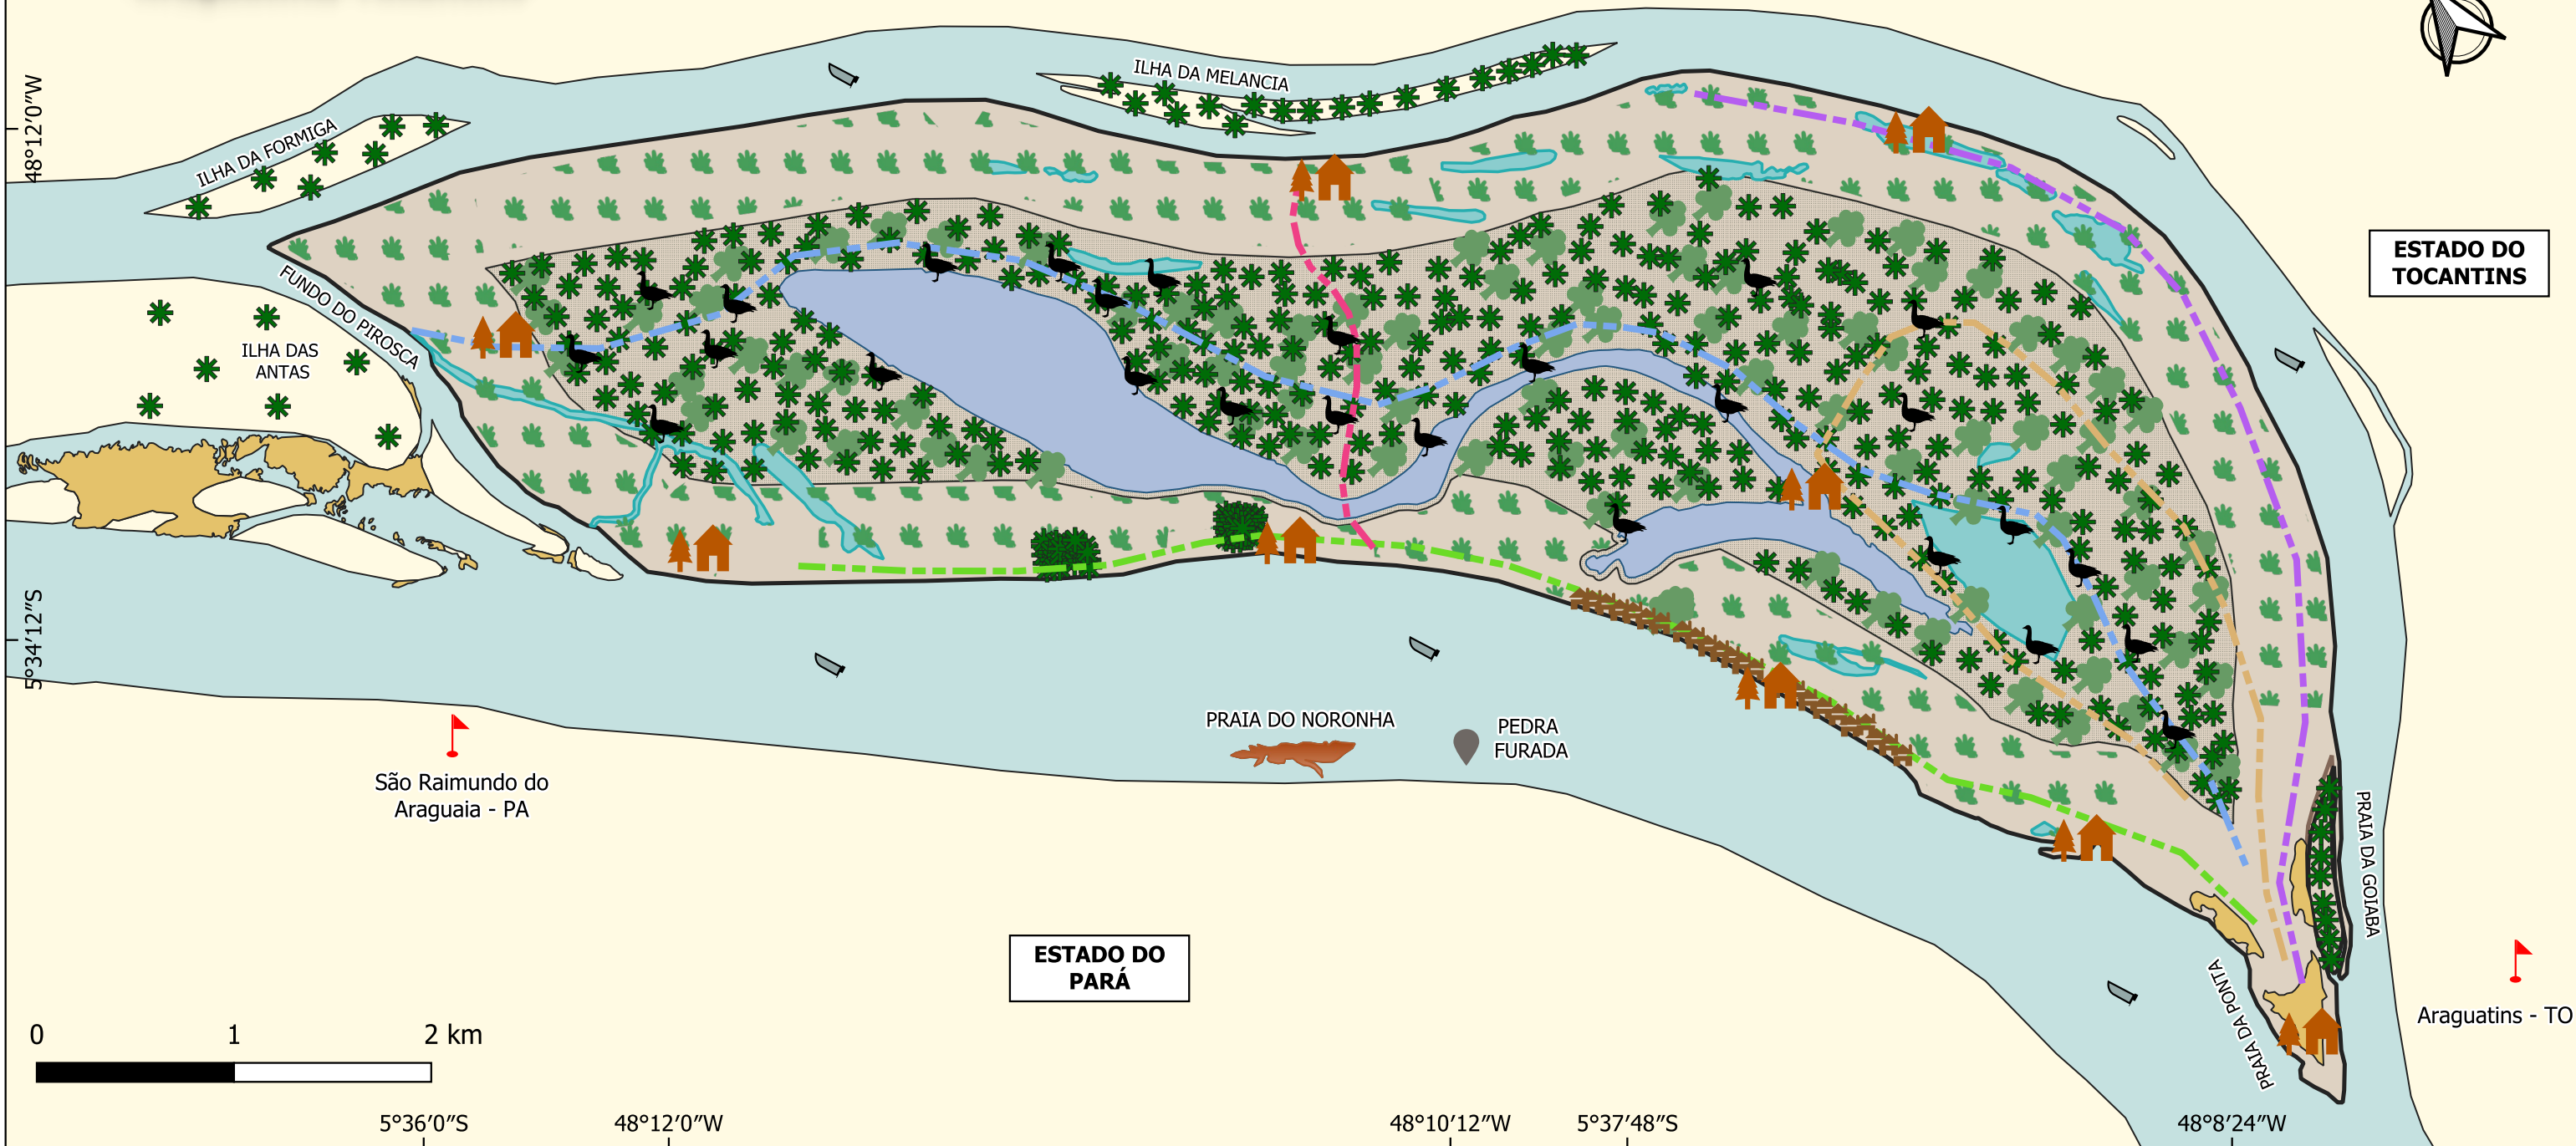 ILHA DA MELANCIA
ILHA DA FORMIGA
48°12'0"W
ESTADO DO
TOCANTINS
FUNDO DO PIROSCA
ILHA DAS
ANTAS
5°34'12"S
PRAIA DO NORONHA
PEDRA
FURADA
São Raimundo do
Araguaia - PA
PRAIA DA GOIABA
ESTADO DO
PARÁ
PRAIA DA PONTA
Araguatins - TO
0 1 2 km
5°36'0"S 48°12'0"W 48°10'12"W 5°37'48"S 48°8'24"W